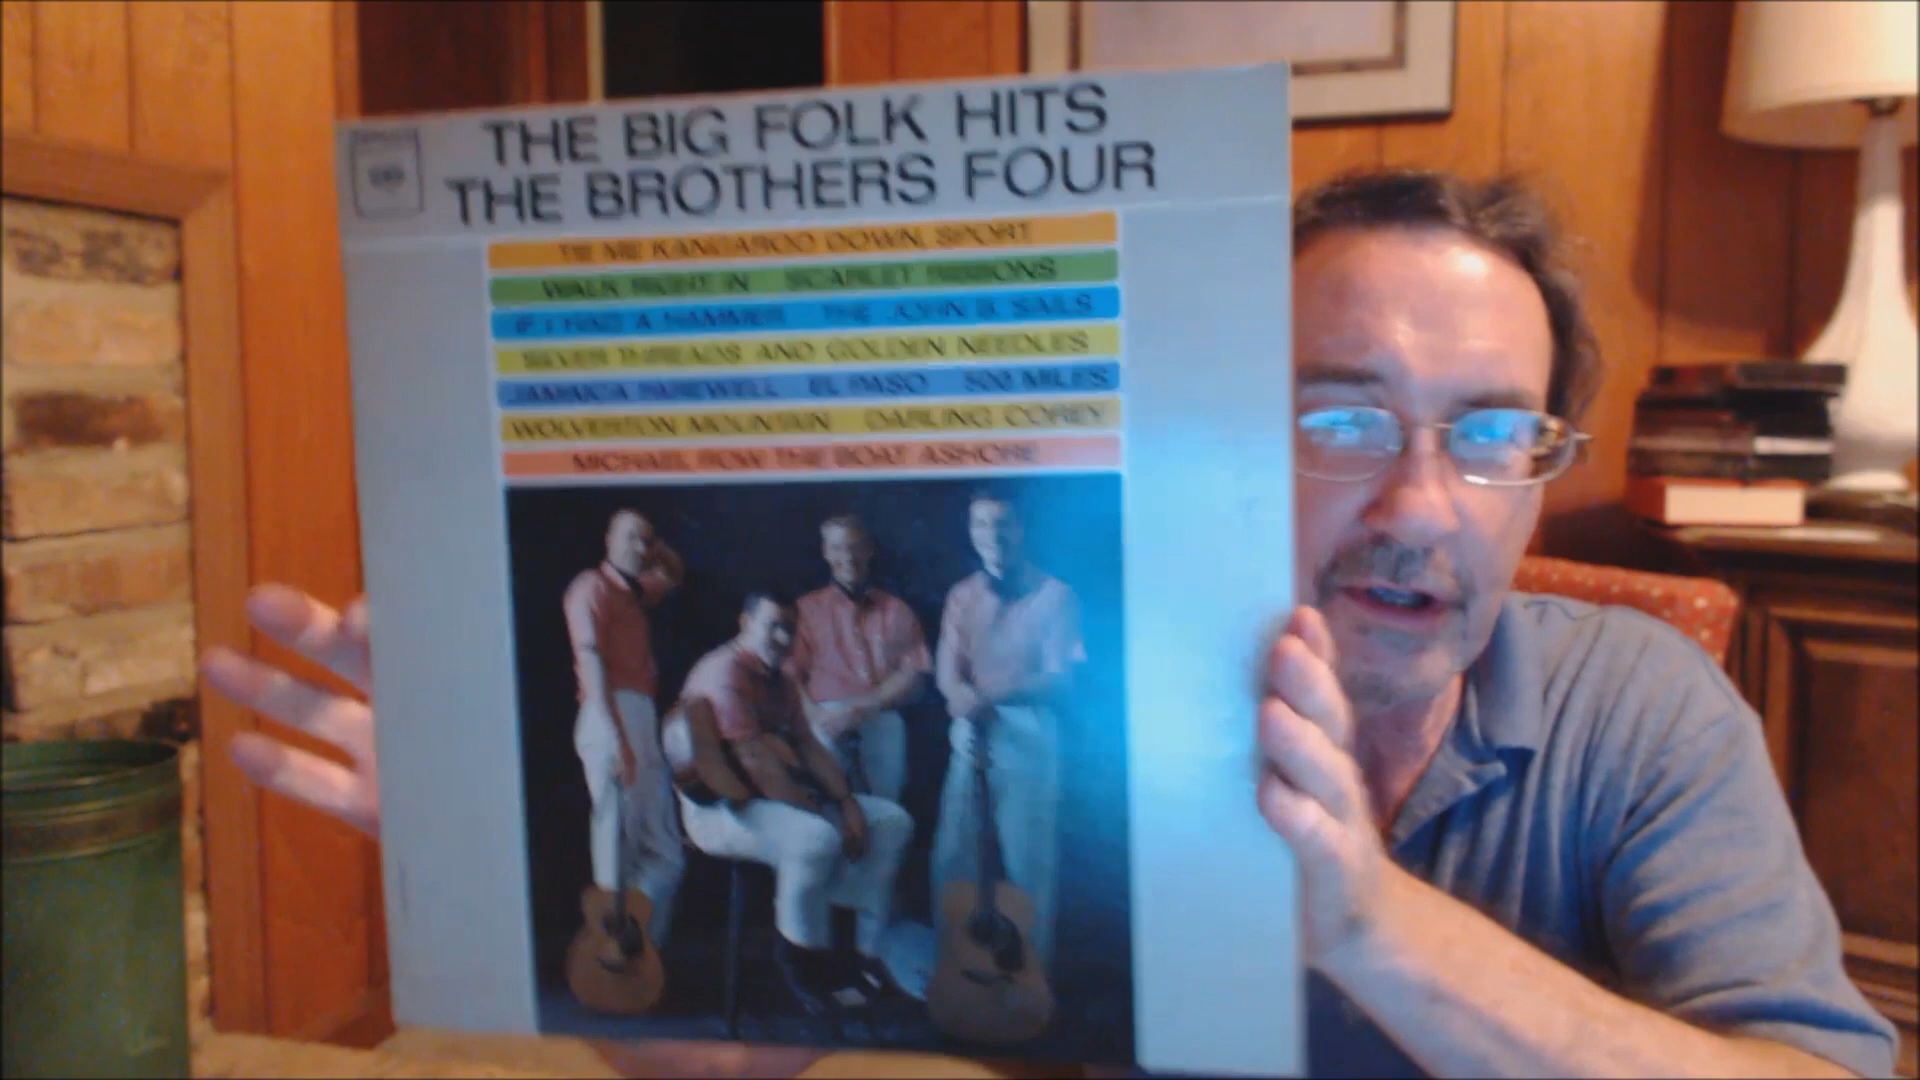 THE BIG FOLK HITS
THE BROTHERS FOUR
TIE ME KANGAROO DOWN, SPORT
WALK RIGHT IN SCARLET RIBBONS
IF I HAD A HAMMER THE JOHN B. SAILS
SILVER THREADS AND GOLDEN NEEDLES
JAMAICA FAREWELL EL PASO 500 MILES
WOLVERTON MOUNTAIN DARLING COREY
MICHAEL ROW THE BOAT ASHORE